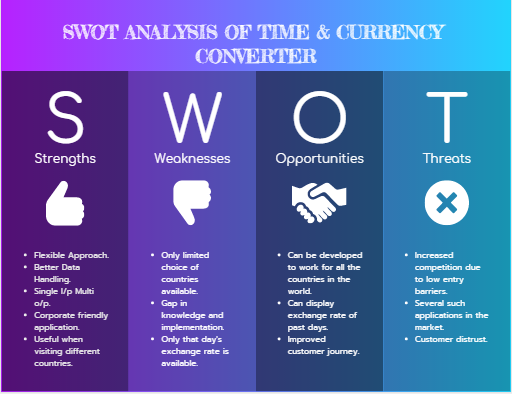 SWOT ANALYSIS OF TIME & CURRENCY
CONVERTER
S
Strengths
• Flexible Approach.
• Better Data
Handling.
• Single I/p Multi
o/p.
• Corporate friendly
application.
• Useful when
visiting different
countries.
W
Weaknesses
• Only limited
choice of
countries
available.
• Gap in
knowledge and
implementation.
• Only that day's
exchange rate is
available.
O
Opportunities
• Can be developed
to work for all the
countries in the
world.
• Can display
exchange rate of
past days.
• Improved
customer journey.
T
Threats
• Increased
competition due
to low entry
barriers.
• Several such
applications in the
market.
• Customer distrust.